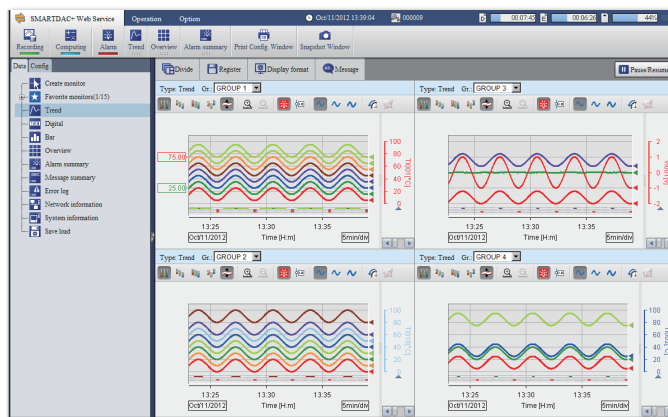 SMARTDAC+ Web Service Operation Option Oct/11/2012 13:39:04 000009 00:07:45 00:06:26 44%
Recording Computing Alarm Trend Overview Alarm summary Print Config. Window Snapshot Window
Data Config.
Divide Register Display format Message Pause/Resume
Create monitor
Favorite monitors(1/15)
Trend
Digital
Bar
Overview
Alarm summary
Message summary
Error log
Network information
System information
Save load
Type: Trend Gr.: GROUP 1
75.00
25.00
100
80
60
40
20
0
13:25 13:30 13:35
Oct/11/2012 Time [H:m] 5min/div
Type: Trend Gr.: GROUP 3
2
1
0
-1
-2
13:25 13:30 13:35
Oct/11/2012 Time [H:m] 5min/div
Type: Trend Gr.: GROUP 2
100
80
60
40
20
0
13:25 13:30 13:35
Oct/11/2012 Time [H:m] 5min/div
Type: Trend Gr.: GROUP 4
100
80
60
40
20
0
13:25 13:30 13:35
Oct/11/2012 Time [H:m] 5min/div